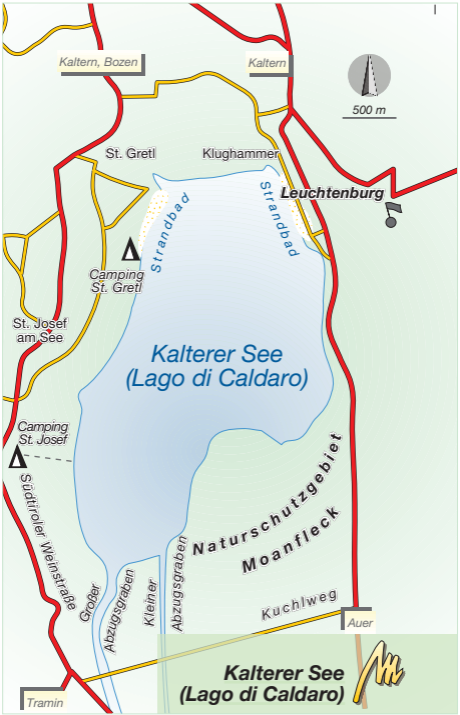 Kaltern, Bozen
Kaltern
500 m
St. Gretl
Klughammer
Leuchtenburg
Strandbad
Strandbad
Camping
St. Gretl
St. Josef
am See
Kalterer See
(Lago di Caldaro)
Camping
St. Josef
Südtiroler Weinstraße
Naturschutzgebiet
Moanfleck
Großer
Abzugsgraben
Kleiner
Abzugsgraben
Kuchlweg
Auer
Tramin
Kalterer See
(Lago di Caldaro)